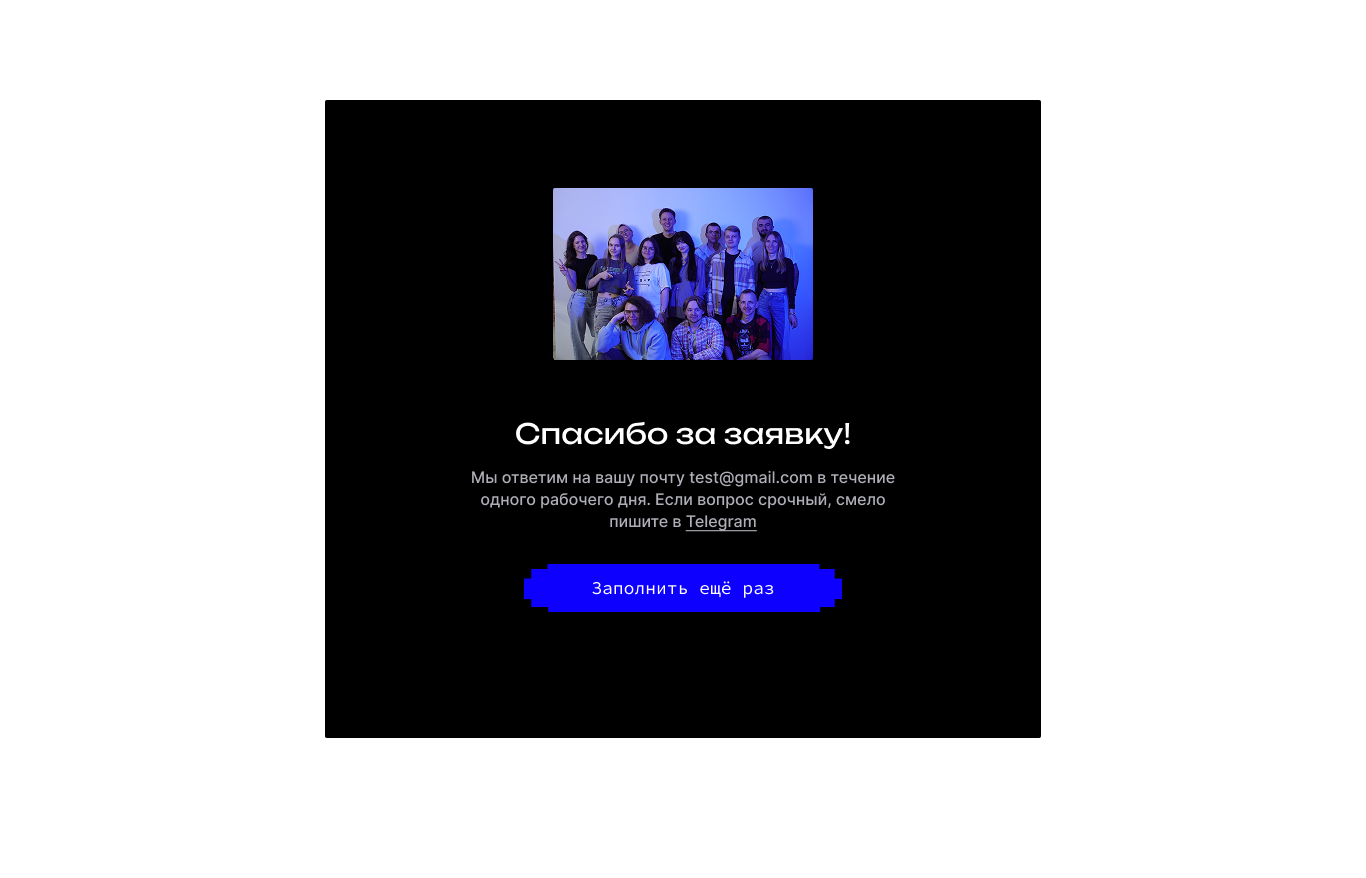 Спасибо за заявку!
Мы ответим на вашу почту test@gmail.com в течение
одного рабочего дня. Если вопрос срочный, смело
пишите в Telegram
Заполнить ещё раз